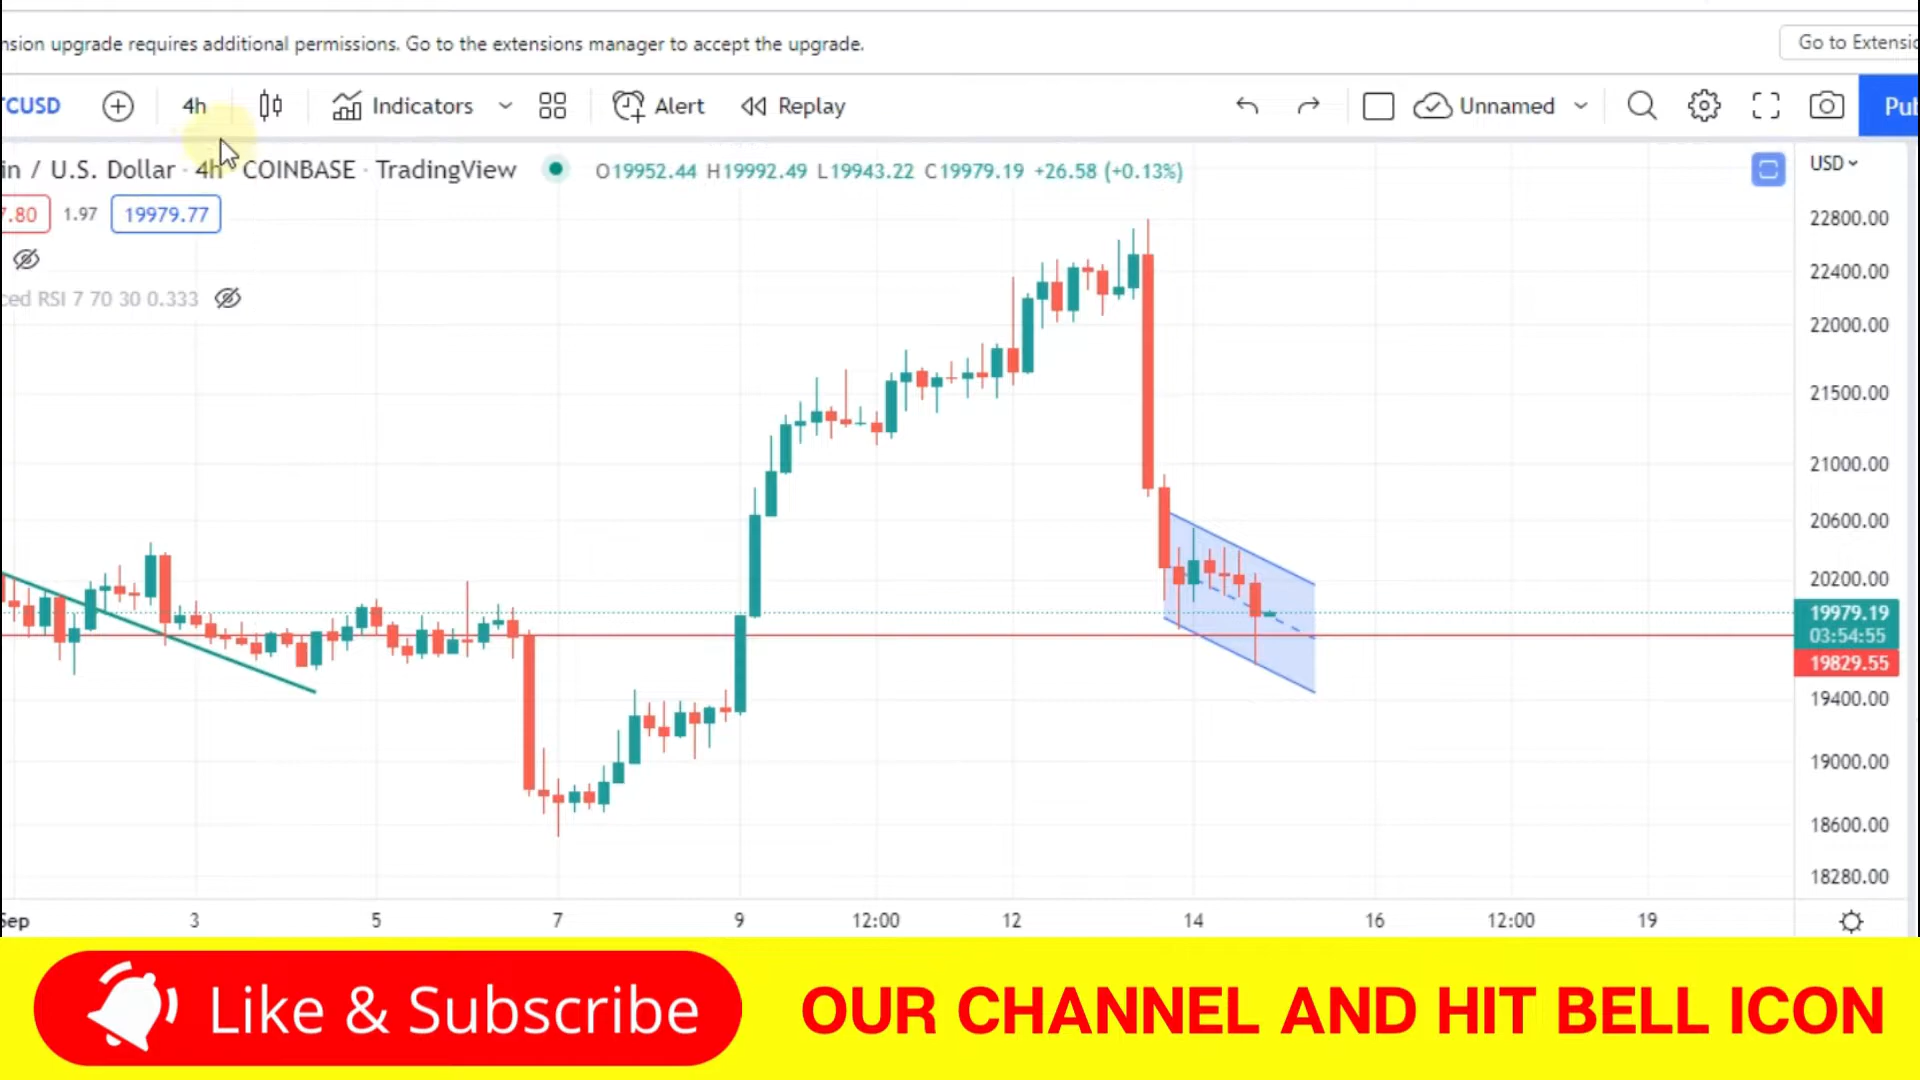 nsion upgrade requires additional permissions. Go to the extensions manager to accept the upgrade.
Go to Extensio
TCUSD 4h Indicators Alert Replay Unnamed Pub
in / U.S. Dollar · 4h · COINBASE · TradingView O19952.44 H19992.49 L19943.22 C19979.19 +26.58 (+0.13%)
USD
7.80 1.97 19979.77
22800.00
22400.00
ced RSI 7 70 30 0.333
22000.00
21500.00
21000.00
20600.00
20200.00
19979.19
03:54:55
19829.55
19400.00
19000.00
18600.00
18280.00
Sep 3 5 7 9 12:00 12 14 16 12:00 19
Like & Subscribe
OUR CHANNEL AND HIT BELL ICON